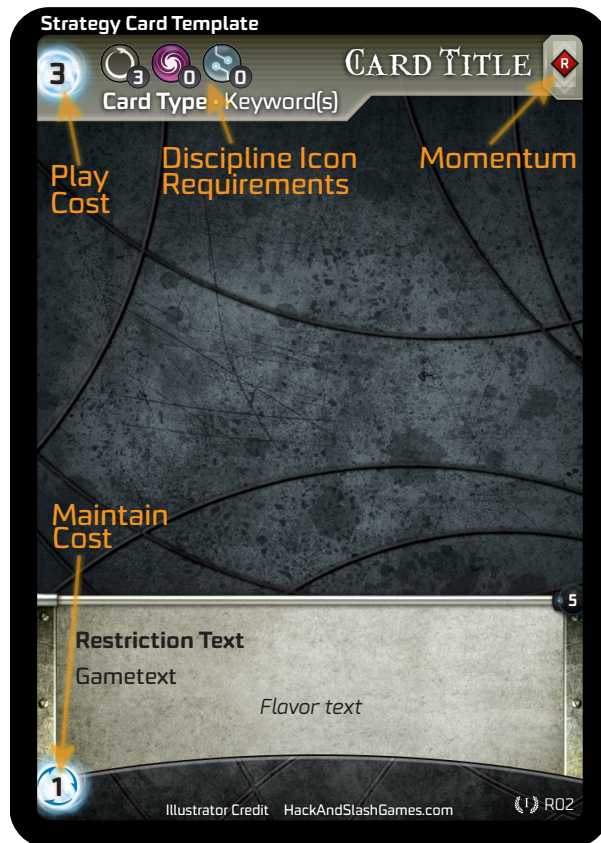 Strategy Card Template
3
3 0 0
CARD TITLE
R
Card Type · Keyword(s)
Play
Cost
Discipline Icon
Requirements
Momentum
Maintain
Cost
5
Restriction Text
Gametext
Flavor text
1
Illustrator Credit HackAndSlashGames.com
I R02